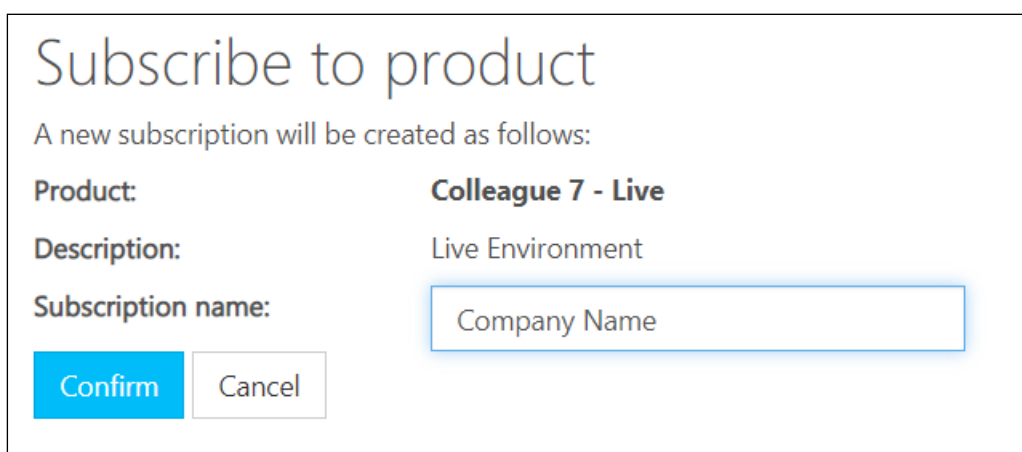 Subscribe to product
A new subscription will be created as follows:
Product: Colleague 7 - Live
Description: Live Environment
Subscription name: Company Name
Confirm Cancel